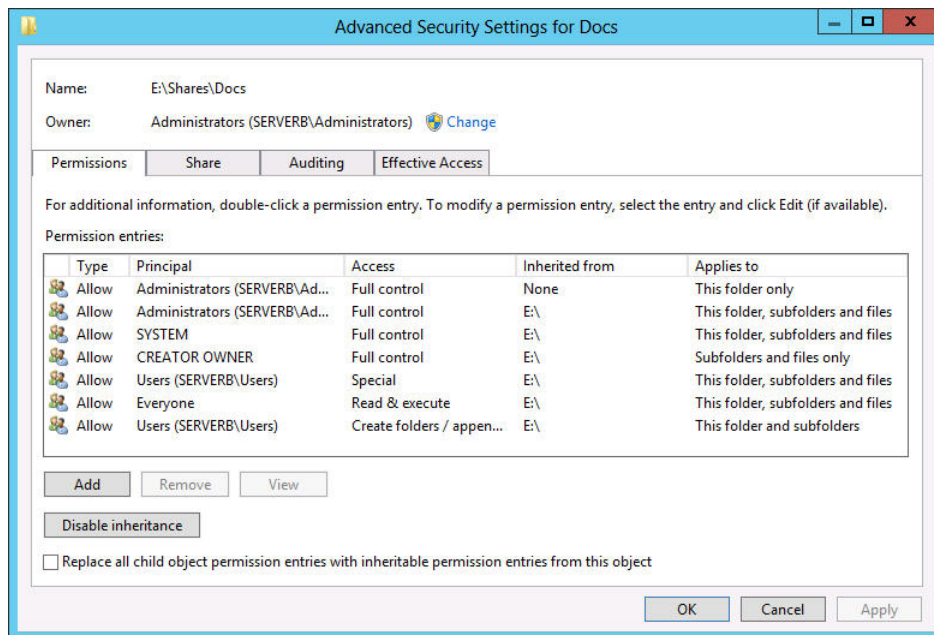 Advanced Security Settings for Docs
Name: E:\Shares\Docs
Owner: Administrators (SERVERB\Administrators) Change
Permissions Share Auditing Effective Access
For additional information, double-click a permission entry. To modify a permission entry, select the entry and click Edit (if available).
Permission entries:
Type Principal Access Inherited from Applies to
Allow Administrators (SERVERB\Ad... Full control None This folder only
Allow Administrators (SERVERB\Ad... Full control E:\ This folder, subfolders and files
Allow SYSTEM Full control E:\ This folder, subfolders and files
Allow CREATOR OWNER Full control E:\ Subfolders and files only
Allow Users (SERVERB\Users) Special E:\ This folder, subfolders and files
Allow Everyone Read & execute E:\ This folder, subfolders and files
Allow Users (SERVERB\Users) Create folders / appen... E:\ This folder and subfolders
Add Remove View
Disable inheritance
Replace all child object permission entries with inheritable permission entries from this object
OK Cancel Apply